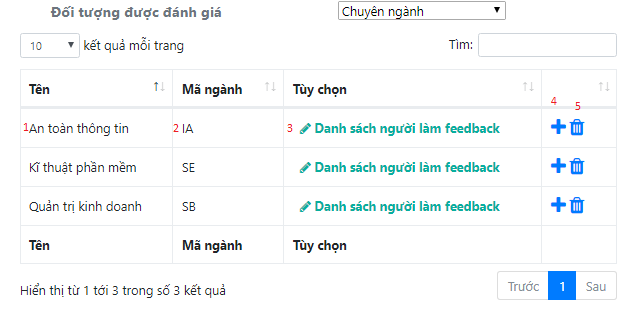 Đối tượng được đánh giá Chuyên ngành
10 kết quả mỗi trang Tìm:
Tên Mã ngành Tùy chọn
4 5
1 An toàn thông tin 2 IA 3 Danh sách người làm feedback
Kĩ thuật phần mềm SE Danh sách người làm feedback
Quản trị kinh doanh SB Danh sách người làm feedback
Tên Mã ngành Tùy chọn
Hiển thị từ 1 tới 3 trong số 3 kết quả Trước 1 Sau